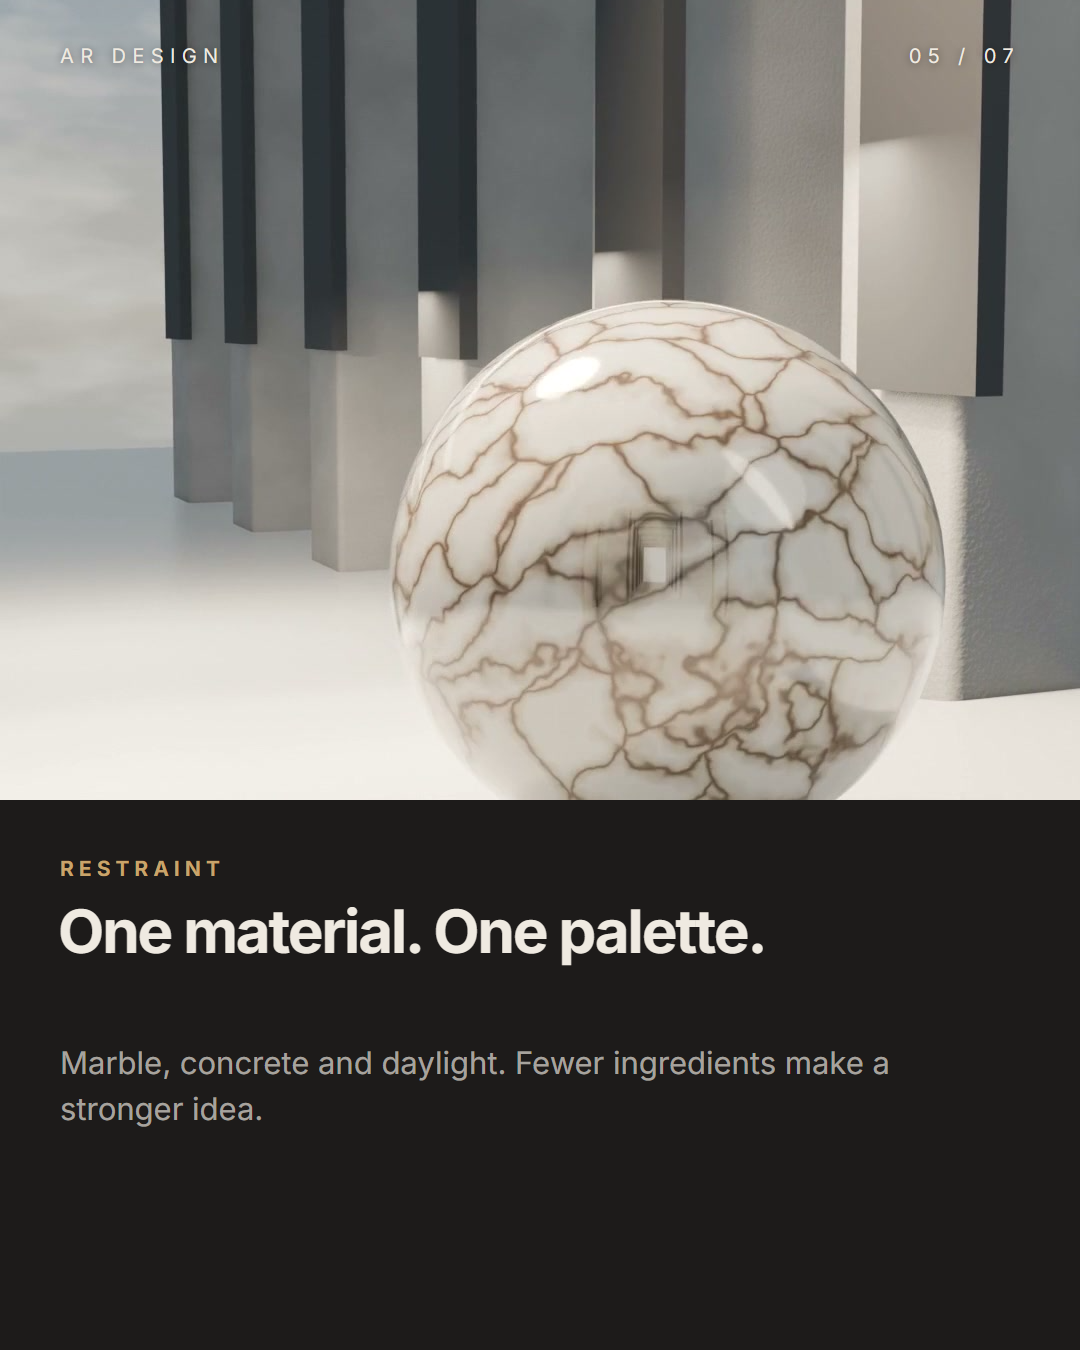 AR DESIGN
05 / 07
RESTRAINT
One material. One palette.
Marble, concrete and daylight. Fewer ingredients make a
stronger idea.